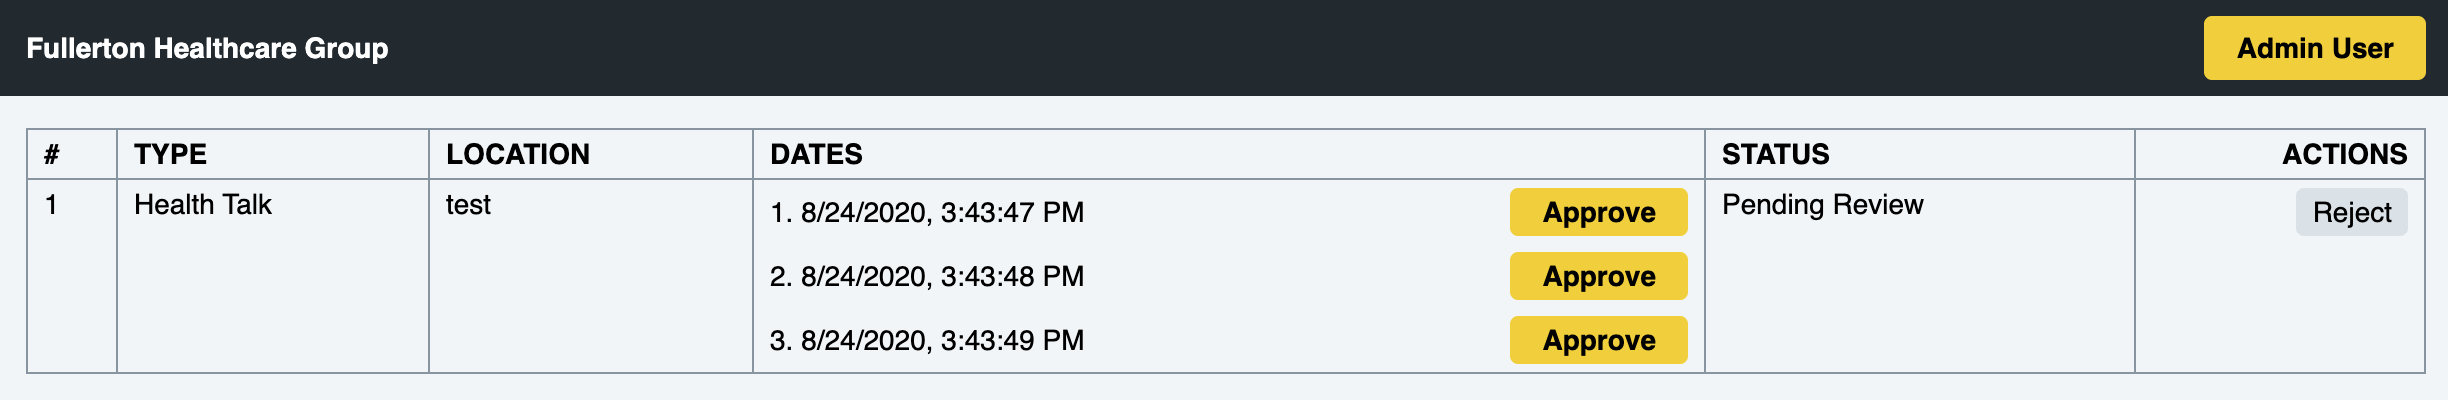 Fullerton Healthcare Group
Admin User
# TYPE LOCATION DATES STATUS ACTIONS
1 Health Talk test 1. 8/24/2020, 3:43:47 PM Approve Pending Review Reject
2. 8/24/2020, 3:43:48 PM Approve
3. 8/24/2020, 3:43:49 PM Approve